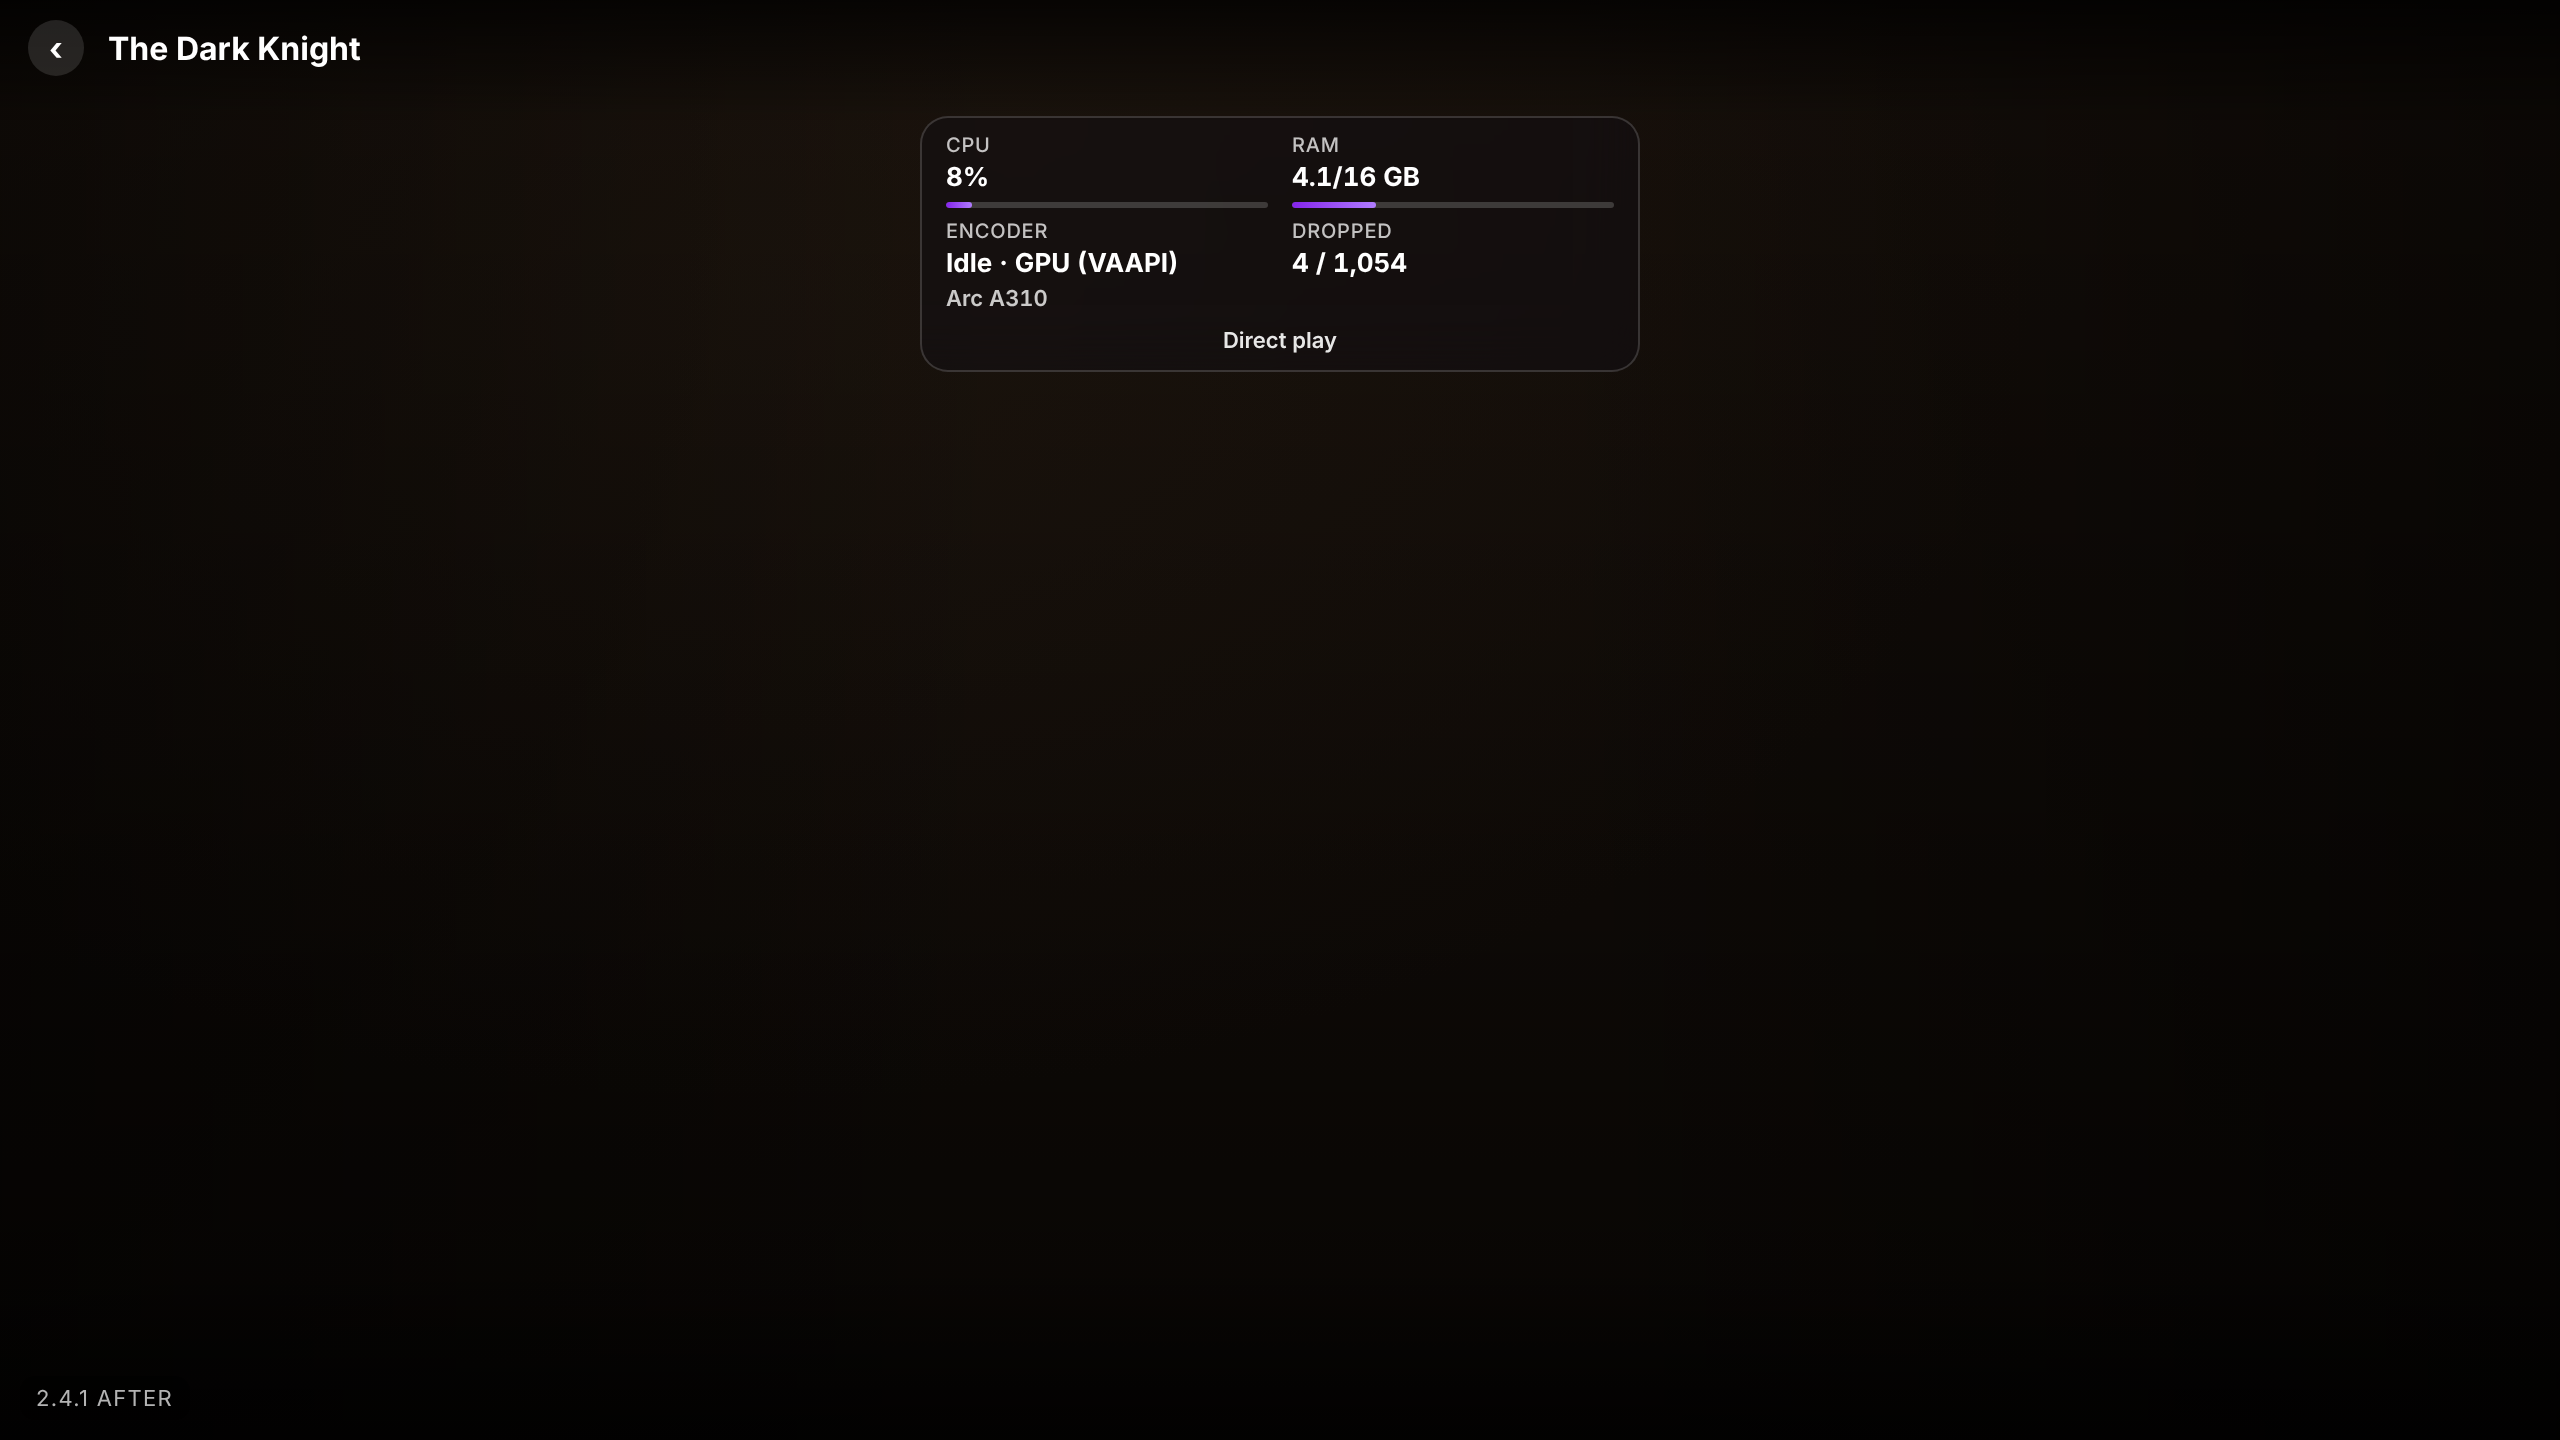 ‹ The Dark Knight
CPU
8%
RAM
4.1/16 GB
ENCODER
Idle · GPU (VAAPI)
Arc A310
DROPPED
4 / 1,054
Direct play
2.4.1 AFTER